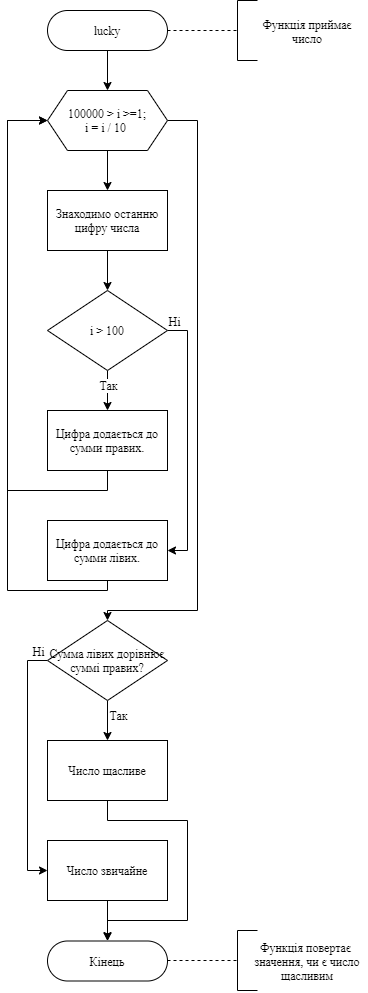 lucky
Функція приймає
число
100000 > i >=1;
i = i / 10
Знаходимо останню
цифру числа
i > 100
Ні
Так
Цифра додається до
сумми правих.
Цифра додається до
сумми лівих.
Ні
Сумма лівих дорівнює
суммі правих?
Так
Число щасливе
Число звичайне
Кінець
Функція повертає
значення, чи є число
щасливим